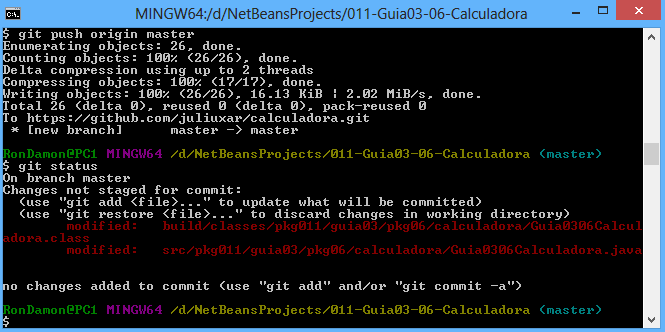 MINGW64:/d/NetBeansProjects/011-Guia03-06-Calculadora
$ git push origin master
Enumerating objects: 26, done.
Counting objects: 100% (26/26), done.
Delta compression using up to 2 threads
Compressing objects: 100% (17/17), done.
Writing objects: 100% (26/26), 16.13 KiB | 2.02 MiB/s, done.
Total 26 (delta 0), reused 0 (delta 0), pack-reused 0
To https://github.com/juliuxar/calculadora.git
 * [new branch]      master -> master
RonDamon@PC1 MINGW64 /d/NetBeansProjects/011-Guia03-06-Calculadora (master)
$ git status
On branch master
Changes not staged for commit:
  (use "git add <file>..." to update what will be committed)
  (use "git restore <file>..." to discard changes in working directory)
        modified:   build/classes/pkg011/guia03/pkg06/calculadora/Guia0306Calcul
adora.class
        modified:   src/pkg011/guia03/pkg06/calculadora/Guia0306Calculadora.java
no changes added to commit (use "git add" and/or "git commit -a")
RonDamon@PC1 MINGW64 /d/NetBeansProjects/011-Guia03-06-Calculadora (master)
$